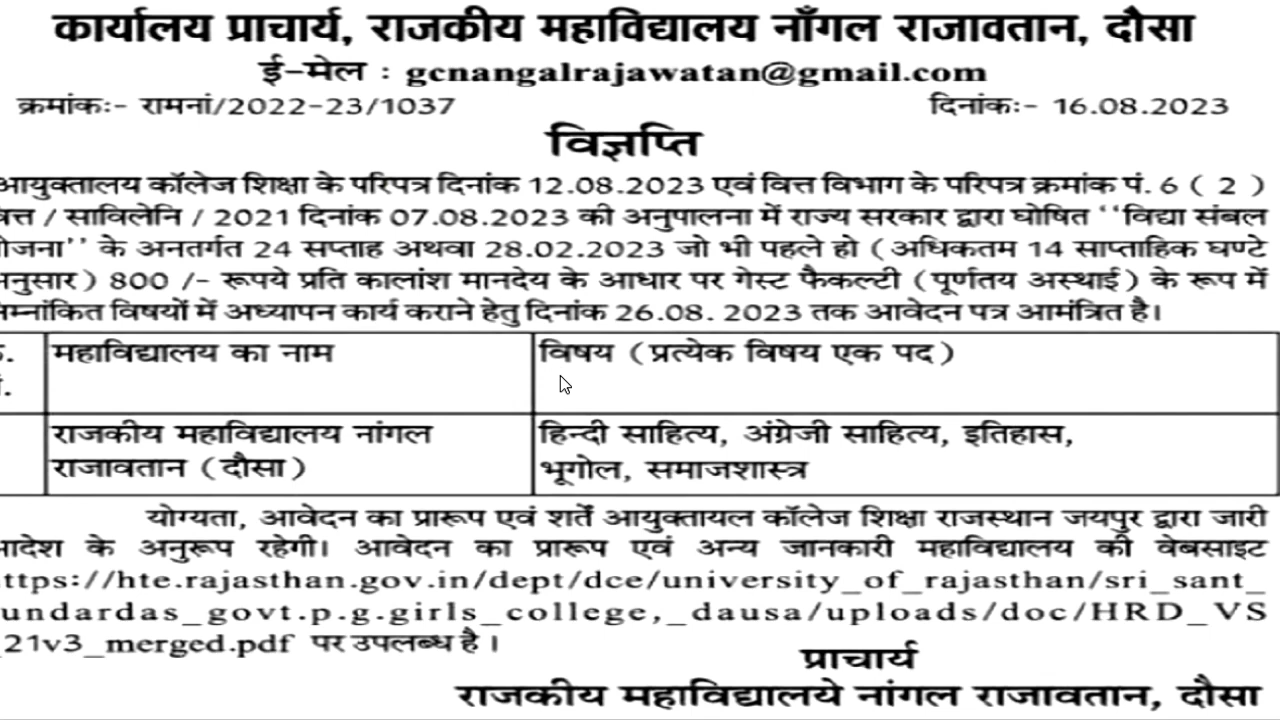 कार्यालय प्राचार्य, राजकीय महाविद्यालय नाँगल राजावतान, दौसा
ई-मेल : gcnangalrajawatan@gmail.com
क्रमांकः- रामनां/2022-23/1037 दिनांकः- 16.08.2023
विज्ञप्ति
आयुक्तालय कॉलेज शिक्षा के परिपत्र दिनांक 12.08.2023 एवं वित्त विभाग के परिपत्र क्रमांक पं. 6 ( 2 )
वित्त / साविलेनि / 2021 दिनांक 07.08.2023 की अनुपालना में राज्य सरकार द्वारा घोषित ‘‘विद्या संबल
योजना’’ के अनतर्गत 24 सप्ताह अथवा 28.02.2023 जो भी पहले हो (अधिकतम 14 साप्ताहिक घण्टे
अनुसार) 800 /- रूपये प्रति कालांश मानदेय के आधार पर गेस्ट फैकल्टी (पूर्णतय अस्थाई) के रूप में
निम्नांकित विषयों में अध्यापन कार्य कराने हेतु दिनांक 26.08. 2023 तक आवेदन पत्र आमंत्रित है।
महाविद्यालय का नाम विषय (प्रत्येक विषय एक पद)
राजकीय महाविद्यालय नांगल
राजावतान (दौसा)
हिन्दी साहित्य, अंग्रेजी साहित्य, इतिहास,
भूगोल, समाजशास्त्र
योग्यता, आवेदन का प्रारूप एवं शर्तें आयुक्तायल कॉलेज शिक्षा राजस्थान जयपुर द्वारा जारी
आदेश के अनुरूप रहेगी। आवेदन का प्रारूप एवं अन्य जानकारी महाविद्यालय की वेबसाइट
ttps://hte.rajasthan.gov.in/dept/dce/university_of_rajasthan/sri_sant_
undardas_govt.p.g.girls_college,_dausa/uploads/doc/HRD_VS
_21v3_merged.pdf पर उपलब्ध है।
प्राचार्य
राजकीय महाविद्यालये नांगल राजावतान, दौसा